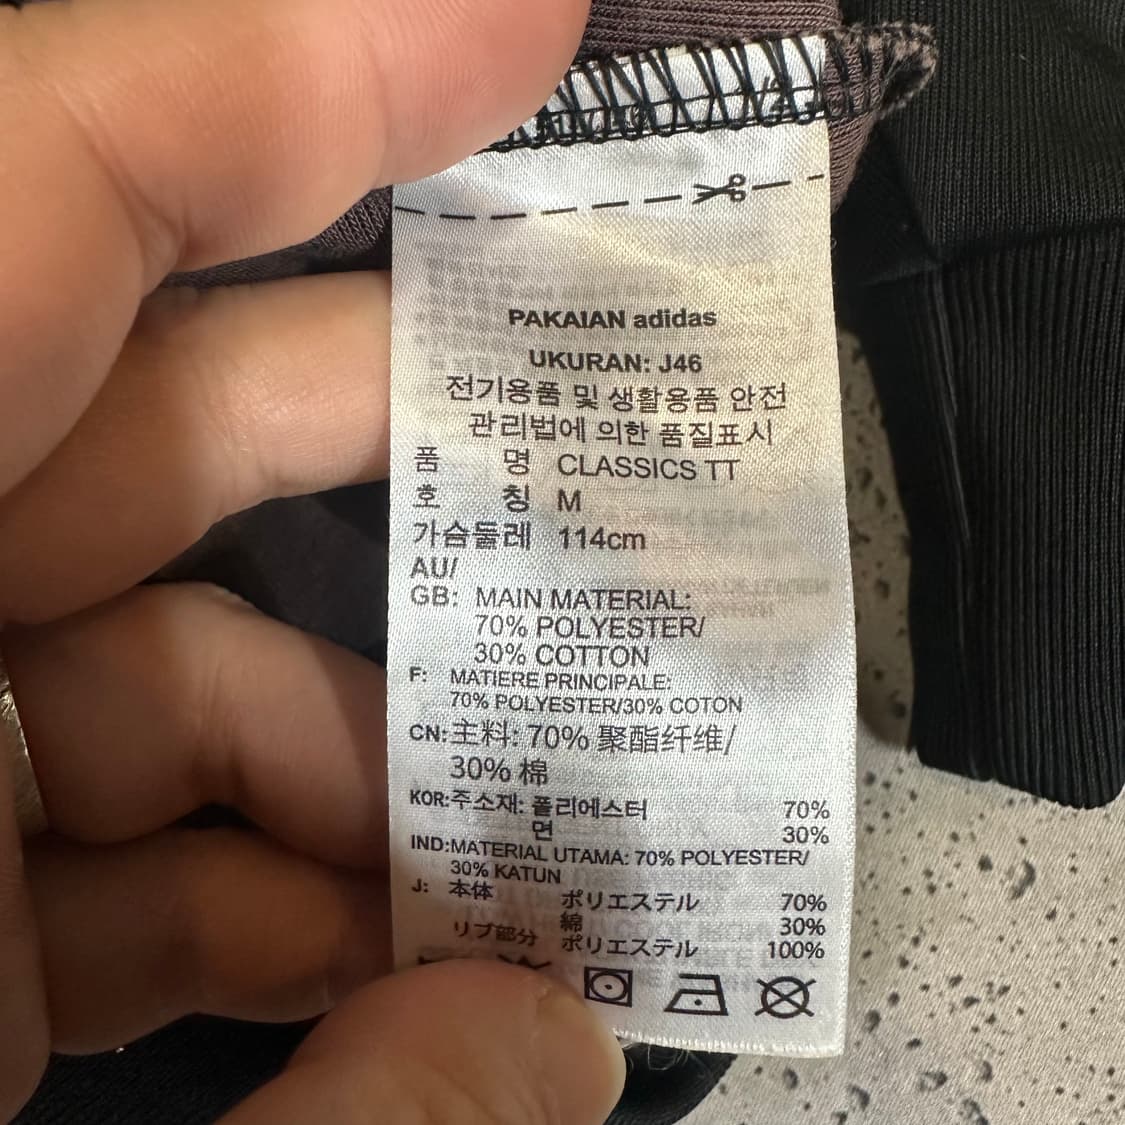 PAKAIAN adidas
UKURAN: J46
전기용품 및 생활용품 안전
관리법에 의한 품질표시
품 명 CLASSICS TT
호 칭 M
가슴둘레 114cm
AU/
GB: MAIN MATERIAL:
70% POLYESTER/
30% COTTON
F: MATIERE PRINCIPALE:
70% POLYESTER/30% COTON
CN:主料: 70% 聚酯纤维/
30% 棉
KOR:주소재: 폴리에스터 70%
면 30%
IND:MATERIAL UTAMA: 70% POLYESTER/
30% KATUN
J: 本体 ポリエステル 70%
綿 30%
リブ部分 ポリエステル 100%